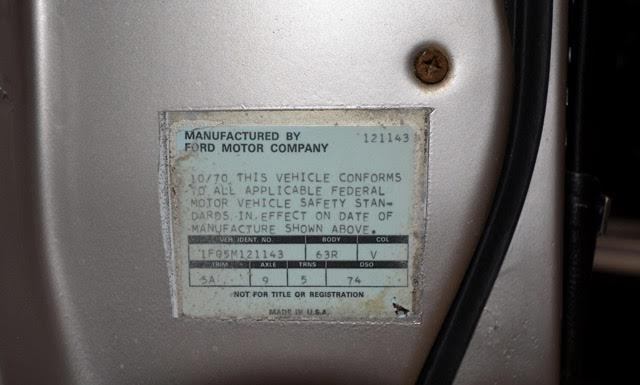 MANUFACTURED BY 121143
FORD MOTOR COMPANY
10/70 THIS VEHICLE CONFORMS
TO ALL APPLICABLE FEDERAL
MOTOR VEHICLE SAFETY STAN-
DARDS IN EFFECT ON DATE OF
MANUFACTURE SHOWN ABOVE.
VEH. IDENT. NO. BODY COL
1F05M121143 63R V
TRIM AXLE TRNS DSO
5A 9 5 74
NOT FOR TITLE OR REGISTRATION
MADE IN U.S.A.